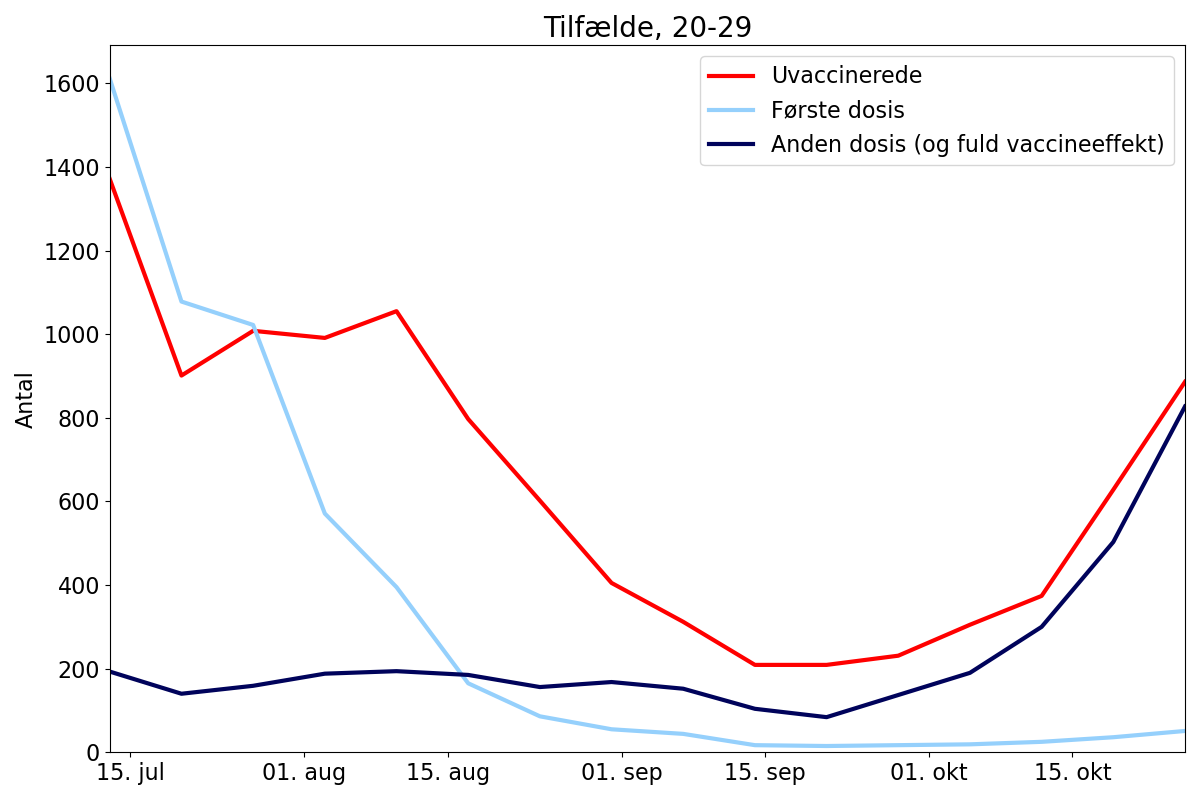 Tilfælde, 20-29
Uvaccinerede
Første dosis
Anden dosis (og fuld vaccineeffekt)
Antal
1600
1400
1200
1000
800
600
400
200
0
15. jul 01. aug 15. aug 01. sep 15. sep 01. okt 15. okt